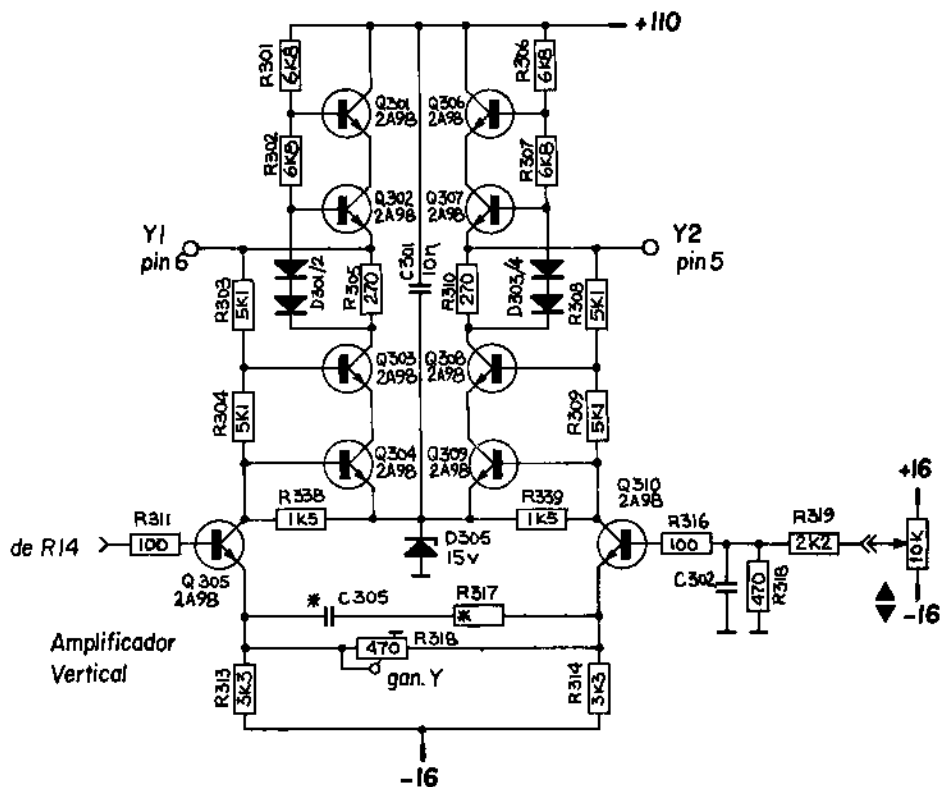 +110
R301
6K8
R306
6K8
Q301
2A98
Q306
2A98
R302
6K8
R307
6K8
Q302
2A98
Q307
2A98
Y1
pin 6
Y2
pin 5
D301/2
R305
270
C301
10n
R310
270
D303/4
R303
5K1
R308
5K1
Q303
2A98
Q308
2A98
R304
5K1
R309
5K1
Q304
2A98
Q309
2A98
R338
1K5
R339
1K5
D305
15v
Q310
2A98
+16
R311
100
de R14
Q305
2A98
R316
100
R319
2K2
10K
C302
470
R318
-16
* C305
R317
*
R318
470
gan. Y
Amplificador
Vertical
R313
3K3
R314
3K3
-16